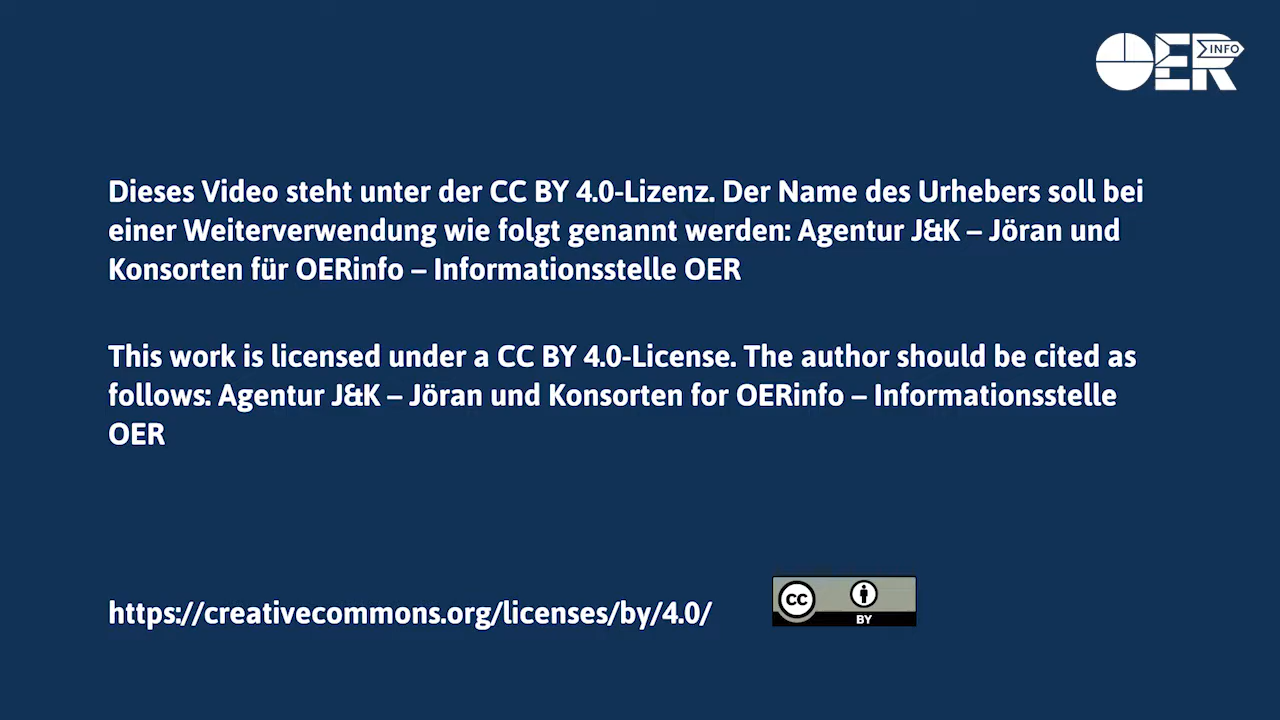 OER INFO
Dieses Video steht unter der CC BY 4.0-Lizenz. Der Name des Urhebers soll bei
einer Weiterverwendung wie folgt genannt werden: Agentur J&K – Jöran und
Konsorten für OERinfo – Informationsstelle OER
This work is licensed under a CC BY 4.0-License. The author should be cited as
follows: Agentur J&K – Jöran und Konsorten for OERinfo – Informationsstelle
OER
https://creativecommons.org/licenses/by/4.0/
CC
BY